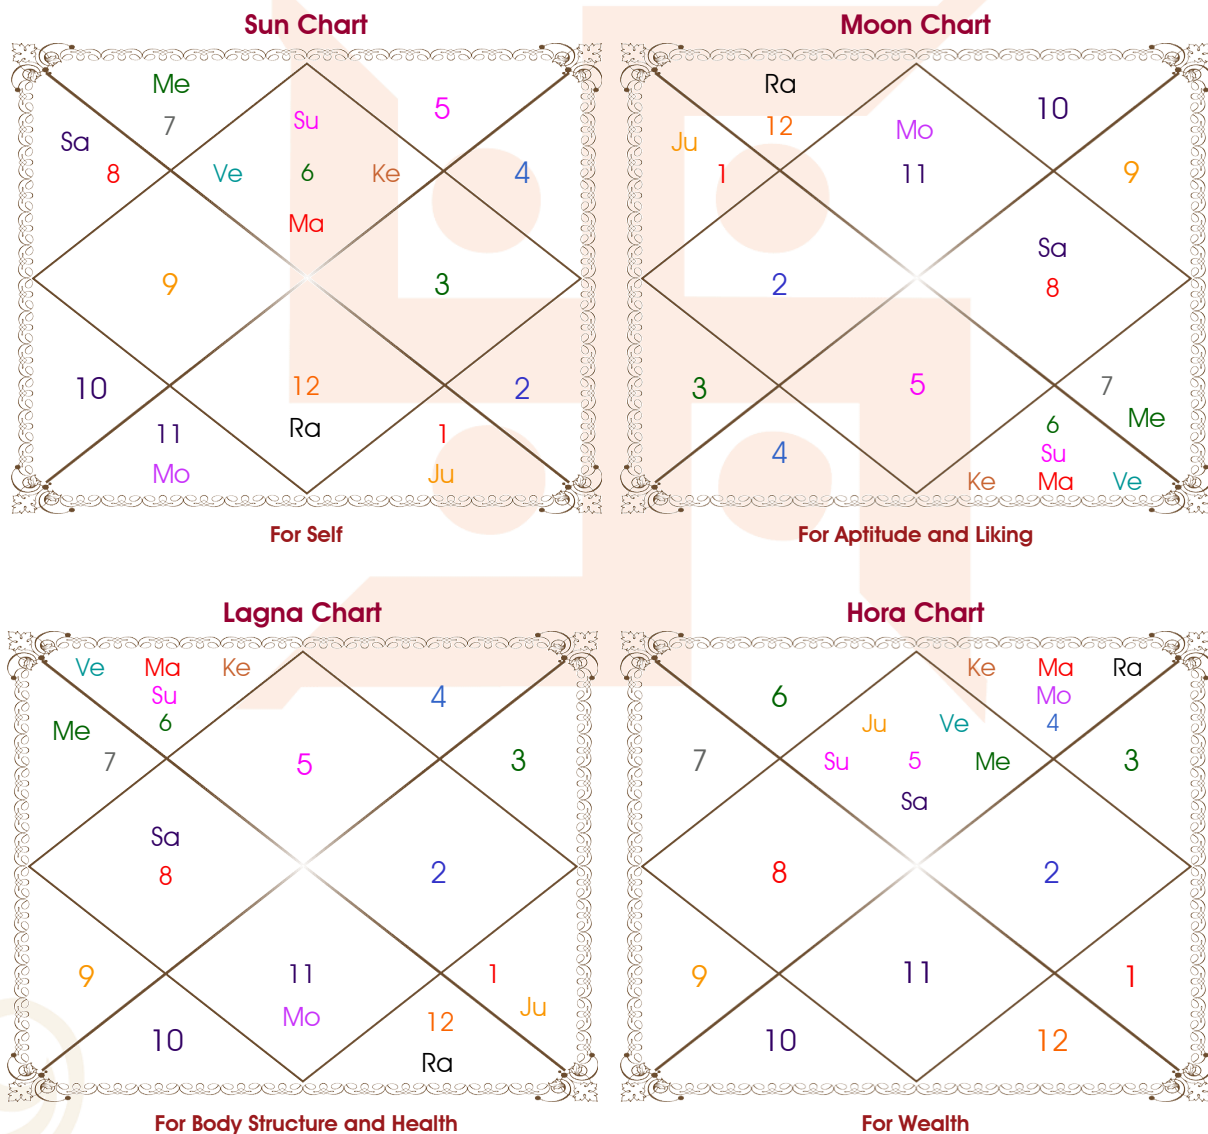 Sun Chart
Me
7
Sa
8
Su
Ve 6 Ke
Ma
5
4
9
3
10
11
Mo
12
Ra
2
1
Ju
For Self
Moon Chart
Ra
12
Ju
1
Mo
11
10
9
2
Sa
8
3
4
5
7
Me
6
Su
Ke Ma Ve
For Aptitude and Liking
Lagna Chart
Ve Ma Ke
Su
6
Me
7
5
4
3
Sa
8
2
9
10
11
Mo
1
Ju
12
Ra
For Body Structure and Health
Hora Chart
6
7
Ju Ve
Su 5 Me
Sa
Ke Ma Ra
Mo
4
3
8
2
9
10
11
1
12
For Wealth